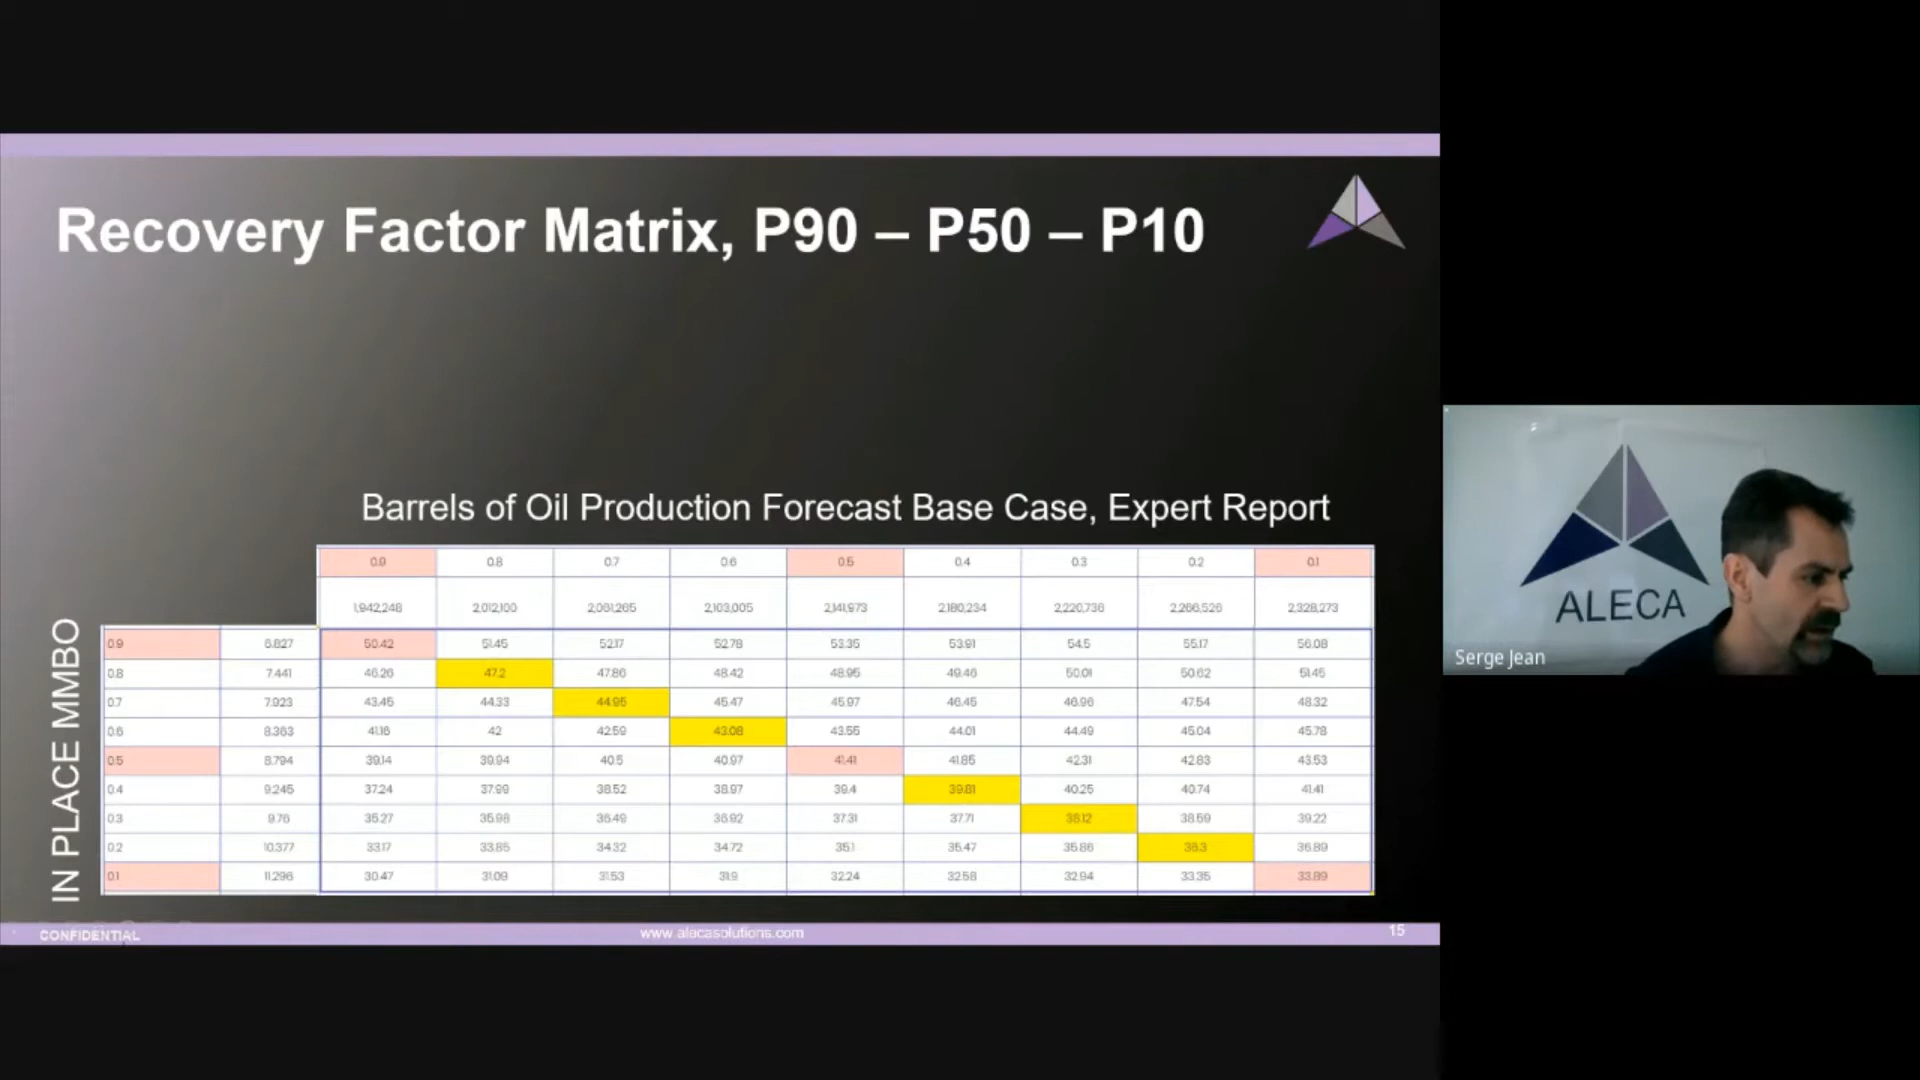 Recovery Factor Matrix, P90 – P50 – P10
Barrels of Oil Production Forecast Base Case, Expert Report
0.9 0.8 0.7 0.6 0.5 0.4 0.3 0.2 0.1
1,942,248 2,012,100 2,061,265 2,103,005 2,141,973 2,180,234 2,220,736 2,266,526 2,328,273
IN PLACE MMBO
0.9 6.827 50.42 51.45 52.17 52.78 53.35 53.91 54.5 55.17 56.08
0.8 7.441 46.26 47.2 47.86 48.42 48.95 49.46 50.01 50.62 51.45
0.7 7.923 43.45 44.33 44.95 45.47 45.97 46.45 46.96 47.54 48.32
0.6 8.363 41.16 42 42.59 43.08 43.55 44.01 44.49 45.04 45.78
0.5 8.794 39.14 39.94 40.5 40.97 41.41 41.85 42.31 42.83 43.53
0.4 9.245 37.24 37.99 38.52 38.97 39.4 39.81 40.25 40.74 41.41
0.3 9.76 35.27 35.98 36.49 36.92 37.31 37.71 38.12 38.59 39.22
0.2 10.377 33.17 33.85 34.32 34.72 35.1 35.47 35.86 36.3 36.89
0.1 11.296 30.47 31.09 31.53 31.9 32.24 32.58 32.94 33.35 33.89
CONFIDENTIAL
www.alecasolutions.com
15
ALECA
Serge Jean